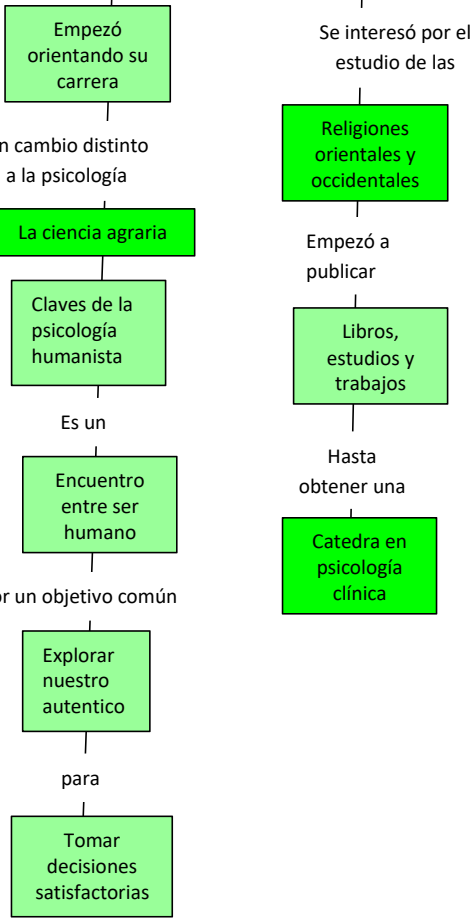 Empezó
orientando su
carrera
n cambio distinto
a la psicología
La ciencia agraria
Claves de la
psicología
humanista
Es un
Encuentro
entre ser
humano
or un objetivo común
Explorar
nuestro
autentico
para
Tomar
decisiones
satisfactorias
Se interesó por el
estudio de las
Religiones
orientales y
occidentales
Empezó a
publicar
Libros,
estudios y
trabajos
Hasta
obtener una
Catedra en
psicología
clínica